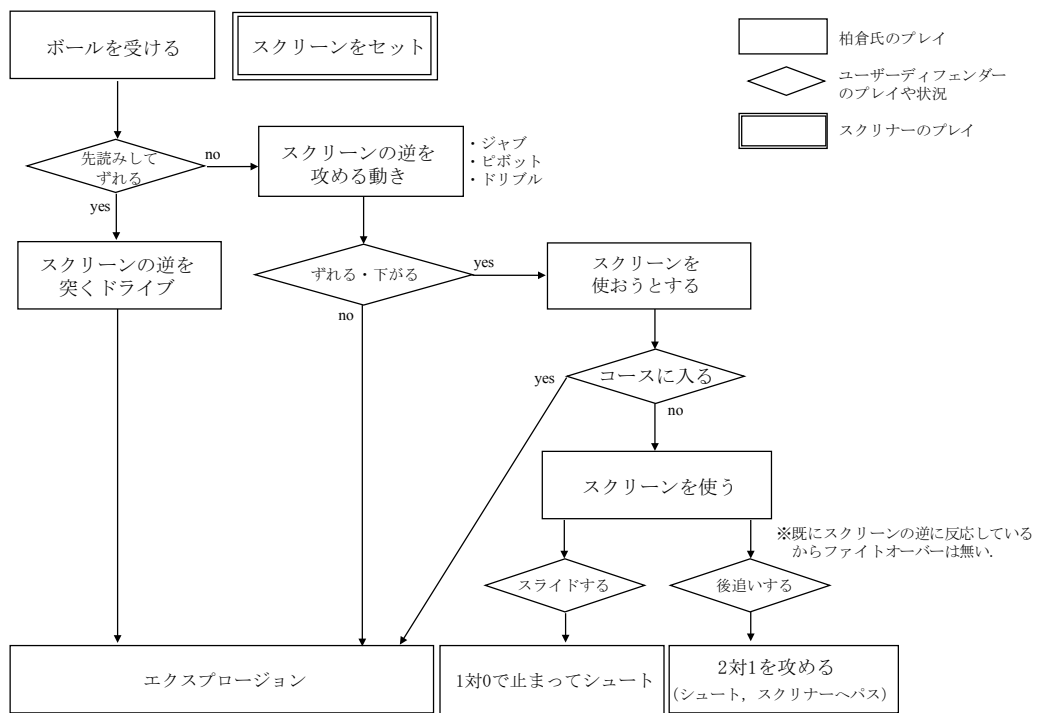 ボールを受ける
スクリーンをセット
柏倉氏のプレイ
ユーザーディフェンダー
のプレイや状況
スクリナーのプレイ
先読みして
ずれる
no
スクリーンの逆を
攻める動き
・ジャブ
・ピボット
・ドリブル
yes
スクリーンの逆を
突くドライブ
ずれる・下がる
yes
スクリーンを
使おうとする
no
コースに入る
yes
no
スクリーンを使う
※既にスクリーンの逆に反応している
からファイトオーバーは無い.
スライドする
後追いする
エクスプロージョン
1対0で止まってシュート
2対1を攻める
(シュート，スクリナーへパス)